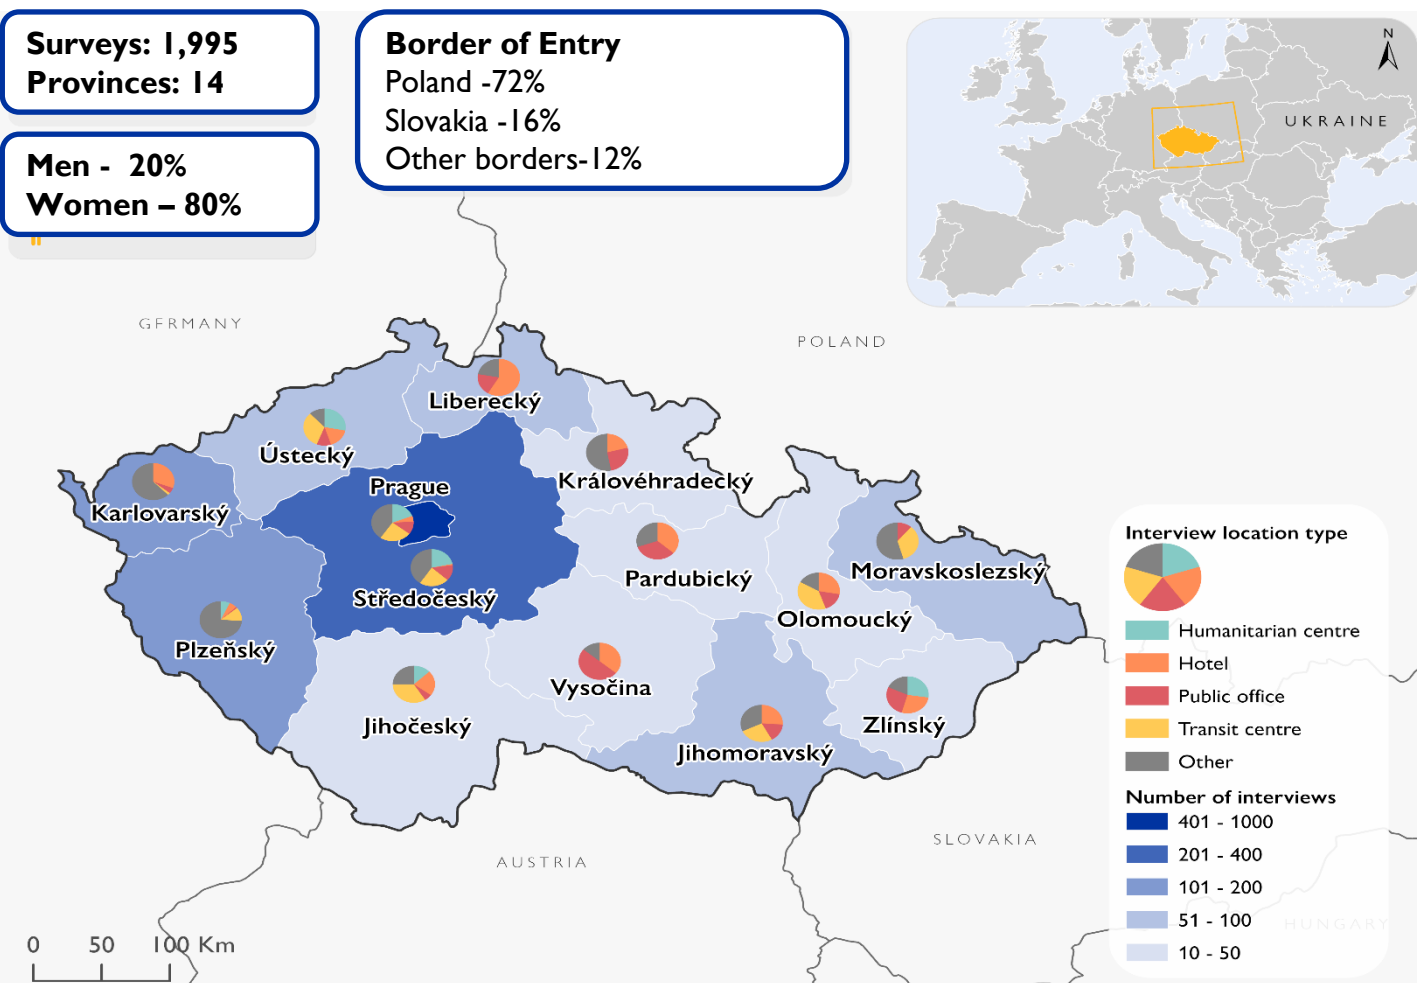 Surveys: 1,995
Provinces: 14
Men - 20%
Women – 80%
"
Border of Entry
Poland -72%
Slovakia -16%
Other borders-12%
N
UKRAINE
GERMANY
POLAND
Liberecký
Ústecký
Královéhradecký
Prague
Karlovarský
Moravskoslezský
Pardubický
Středočeský
Olomoucký
Plzeňský
Vysočina
Zlínský
Jihočeský
Jihomoravský
SLOVAKIA
AUSTRIA
HUNGARY
Interview location type
Humanitarian centre
Hotel
Public office
Transit centre
Other
Number of interviews
401 - 1000
201 - 400
101 - 200
51 - 100
10 - 50
0 50 100 Km